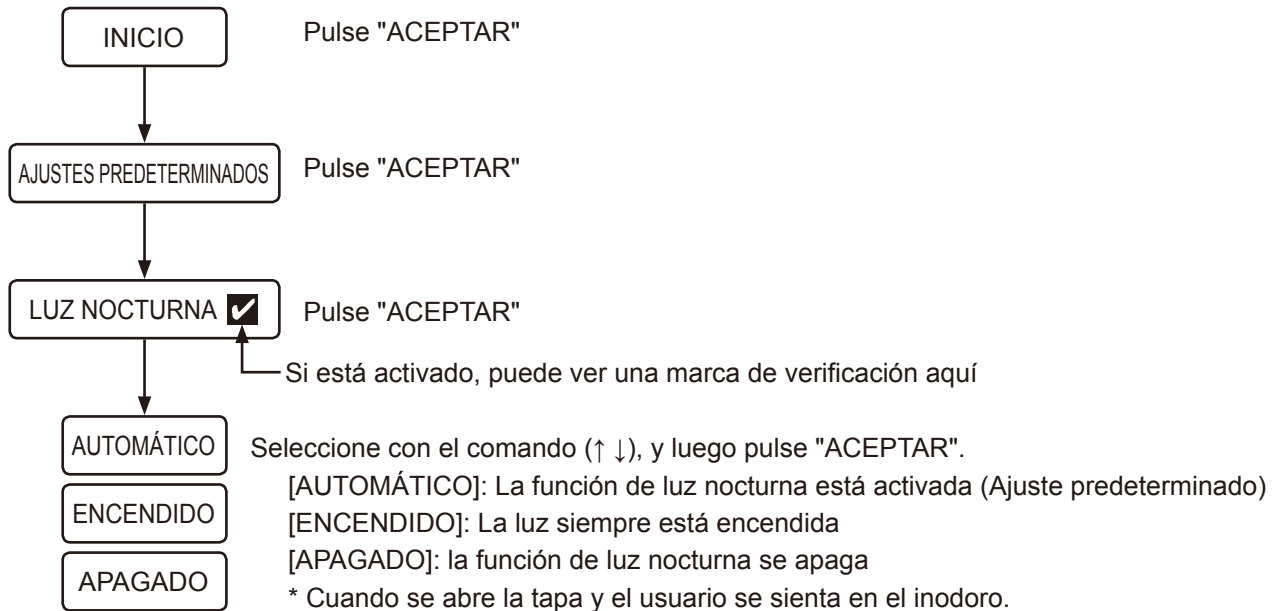 INICIO
Pulse "ACEPTAR"
AJUSTES PREDETERMINADOS
Pulse "ACEPTAR"
LUZ NOCTURNA ✔
Pulse "ACEPTAR"
Si está activado, puede ver una marca de verificación aquí
AUTOMÁTICO
ENCENDIDO
APAGADO
Seleccione con el comando (↑ ↓), y luego pulse "ACEPTAR".
[AUTOMÁTICO]: La función de luz nocturna está activada (Ajuste predeterminado)
[ENCENDIDO]: La luz siempre está encendida
[APAGADO]: la función de luz nocturna se apaga
* Cuando se abre la tapa y el usuario se sienta en el inodoro.